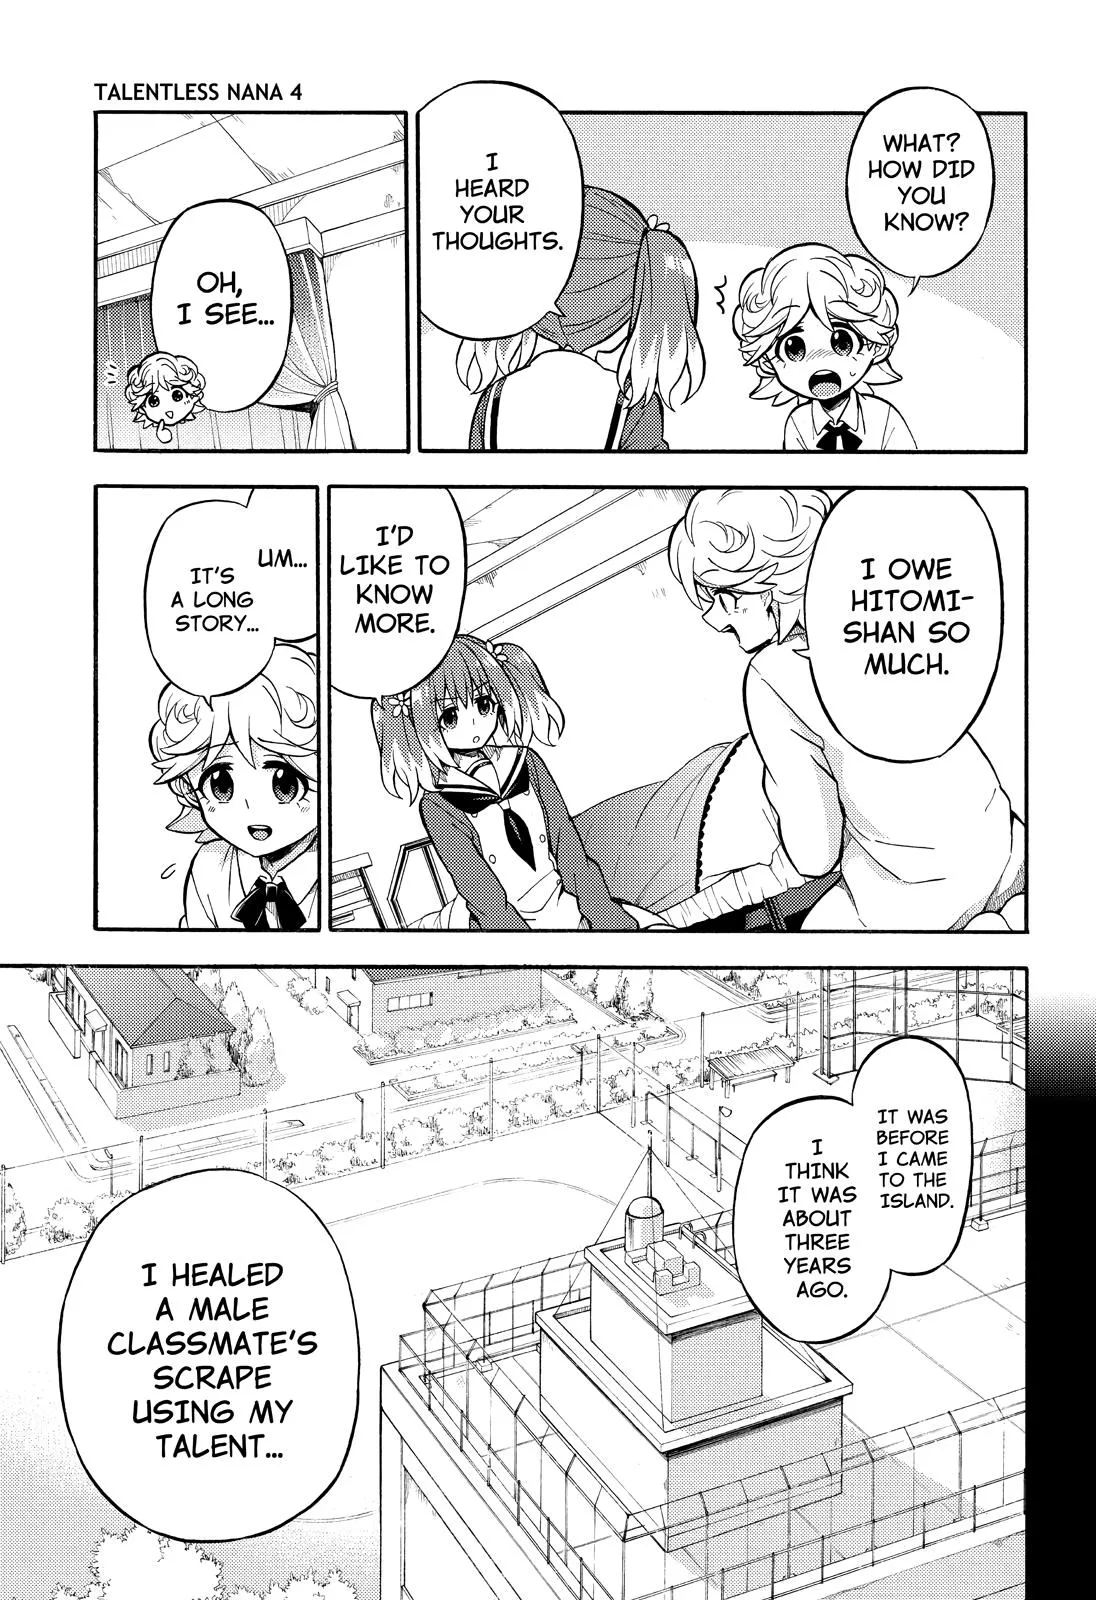 TALENTLESS NANA 4
WHAT?
HOW DID
YOU
KNOW?
I
HEARD
YOUR
THOUGHTS.
OH,
I SEE...
I OWE
HITOMI-
SHAN SO
MUCH.
I'D
LIKE TO
KNOW
MORE.
UM...
IT'S
A LONG
STORY...
IT WAS
BEFORE
I CAME
TO THE
ISLAND.
I
THINK
IT WAS
ABOUT
THREE
YEARS
AGO.
I HEALED
A MALE
CLASSMATE'S
SCRAPE
USING MY
TALENT...